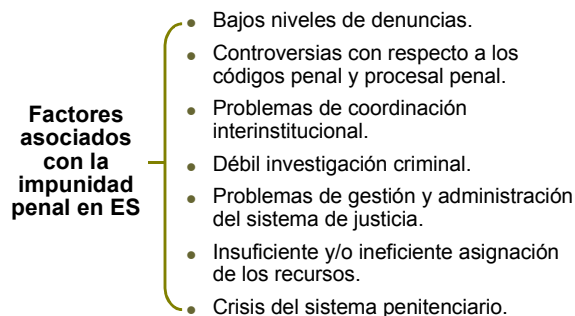 Factores
asociados
con la
impunidad
penal en ES
● Bajos niveles de denuncias.
● Controversias con respecto a los
códigos penal y procesal penal.
● Problemas de coordinación
interinstitucional.
● Débil investigación criminal.
● Problemas de gestión y administración
del sistema de justicia.
● Insuficiente y/o ineficiente asignación
de los recursos.
● Crisis del sistema penitenciario.